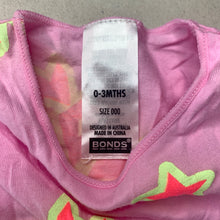 0-3MTHS
SIZE 000
DESIGNED IN AUSTRALIA
MADE IN CHINA
BONDS